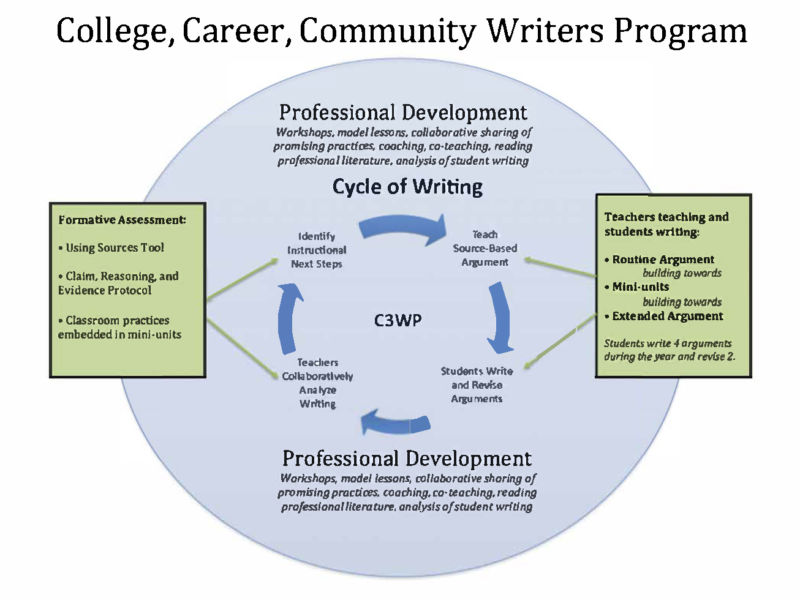 College, Career, Community Writers Program
Professional Development
Workshops, model lessons, collaborative sharing of
promising practices, coaching, co-teaching, reading
professional literature, analysis of student writing
Cycle of Writing
Formative Assessment:
• Using Sources Tool
• Claim, Reasoning, and
Evidence Protocol
• Classroom practices
embedded in mini-units
Identify
Instructional
Next Steps
Teach
Source-Based
Argument
C3WP
Teachers
Collaboratively
Analyze
Writing
Students Write
and Revise
Arguments
Teachers teaching and
students writing:
• Routine Argument
building towards
• Mini-units
building towards
• Extended Argument
Students write 4 arguments
during the year and revise 2.
Professional Development
Workshops, model lessons, collaborative sharing of
promising practices, coaching, co-teaching, reading
professional literature, analysis of student writing